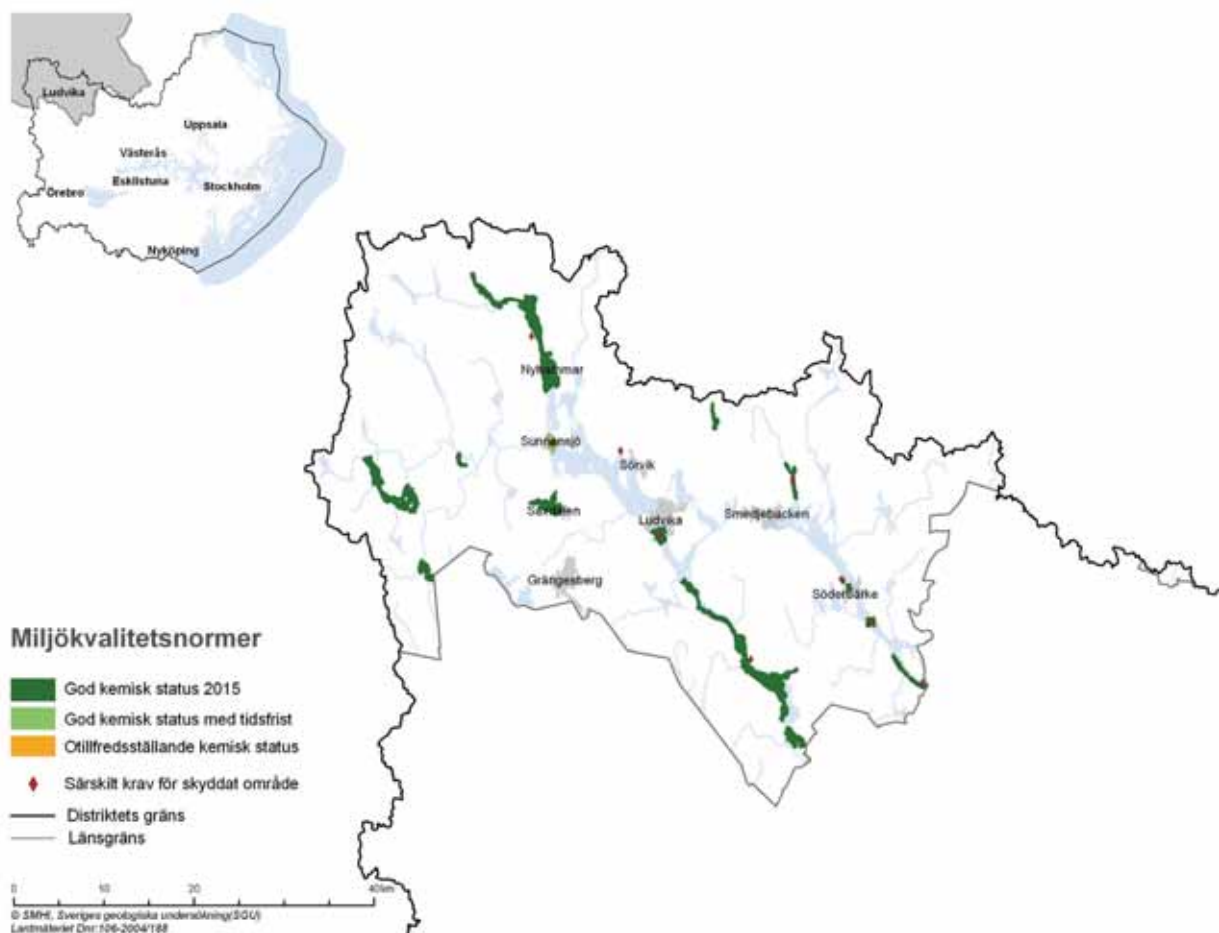 Ludvika
Uppsala
Västerås
Eskilstuna
Stockholm
Örebro
Nyköping
Nyhammar
Sunnansjö
Sörvik
Saxdalen
Ludvika
Smedjebacken
Grängesberg
Söderbärke
Miljökvalitetsnormer
God kemisk status 2015
God kemisk status med tidsfrist
Otillfredsställande kemisk status
Särskilt krav för skyddat område
Distriktets gräns
Länsgräns
0 10 20 40 km
© SMHI, Sveriges geologiska undersökning(SGU)
Lantmäteriet Dnr:106-2004/188